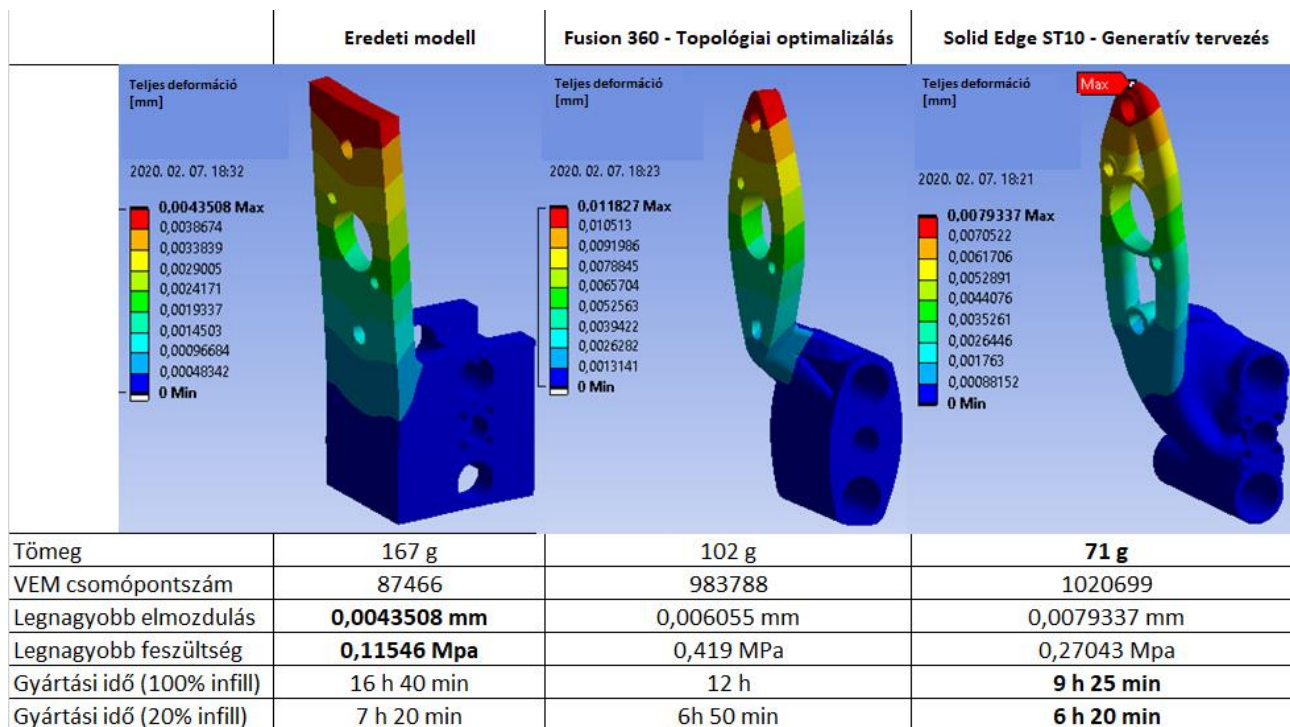 Eredeti modell
Fusion 360 - Topológiai optimalizálás
Solid Edge ST10 - Generatív tervezés
Teljes deformáció
[mm]
2020. 02. 07. 18:32
0,0043508 Max
0,0038674
0,0033839
0,0029005
0,0024171
0,0019337
0,0014503
0,00096684
0,00048342
0 Min
Teljes deformáció
[mm]
2020. 02. 07. 18:23
0,011827 Max
0,010513
0,0091986
0,0078845
0,0065704
0,0052563
0,0039422
0,0026282
0,0013141
0 Min
Teljes deformáció
[mm]
2020. 02. 07. 18:21
0,0079337 Max
0,0070522
0,0061706
0,0052891
0,0044076
0,0035261
0,0026446
0,001763
0,00088152
0 Min
Max
Tömeg 167 g 102 g 71 g
VEM csomópontszám 87466 983788 1020699
Legnagyobb elmozdulás 0,0043508 mm 0,006055 mm 0,0079337 mm
Legnagyobb feszültség 0,11546 Mpa 0,419 MPa 0,27043 Mpa
Gyártási idő (100% infill) 16 h 40 min 12 h 9 h 25 min
Gyártási idő (20% infill) 7 h 20 min 6h 50 min 6 h 20 min